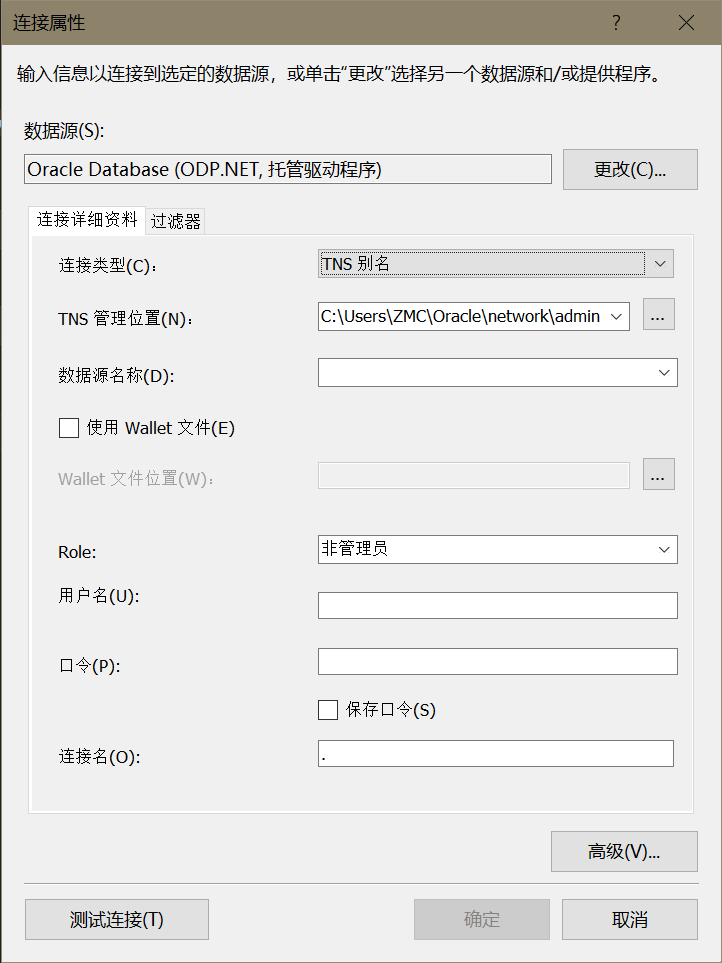 连接属性
?
输入信息以连接到选定的数据源，或单击“更改”选择另一个数据源和/或提供程序。
数据源(S):
Oracle Database (ODP.NET, 托管驱动程序)
更改(C)...
连接详细资料 过滤器
连接类型(C):
TNS 别名
TNS 管理位置(N):
C:\Users\ZMC\Oracle\network\admin
...
数据源名称(D):
使用 Wallet 文件(E)
Wallet 文件位置(W):
...
Role:
非管理员
用户名(U):
口令(P):
保存口令(S)
连接名(O):
.
高级(V)...
测试连接(T)
确定
取消